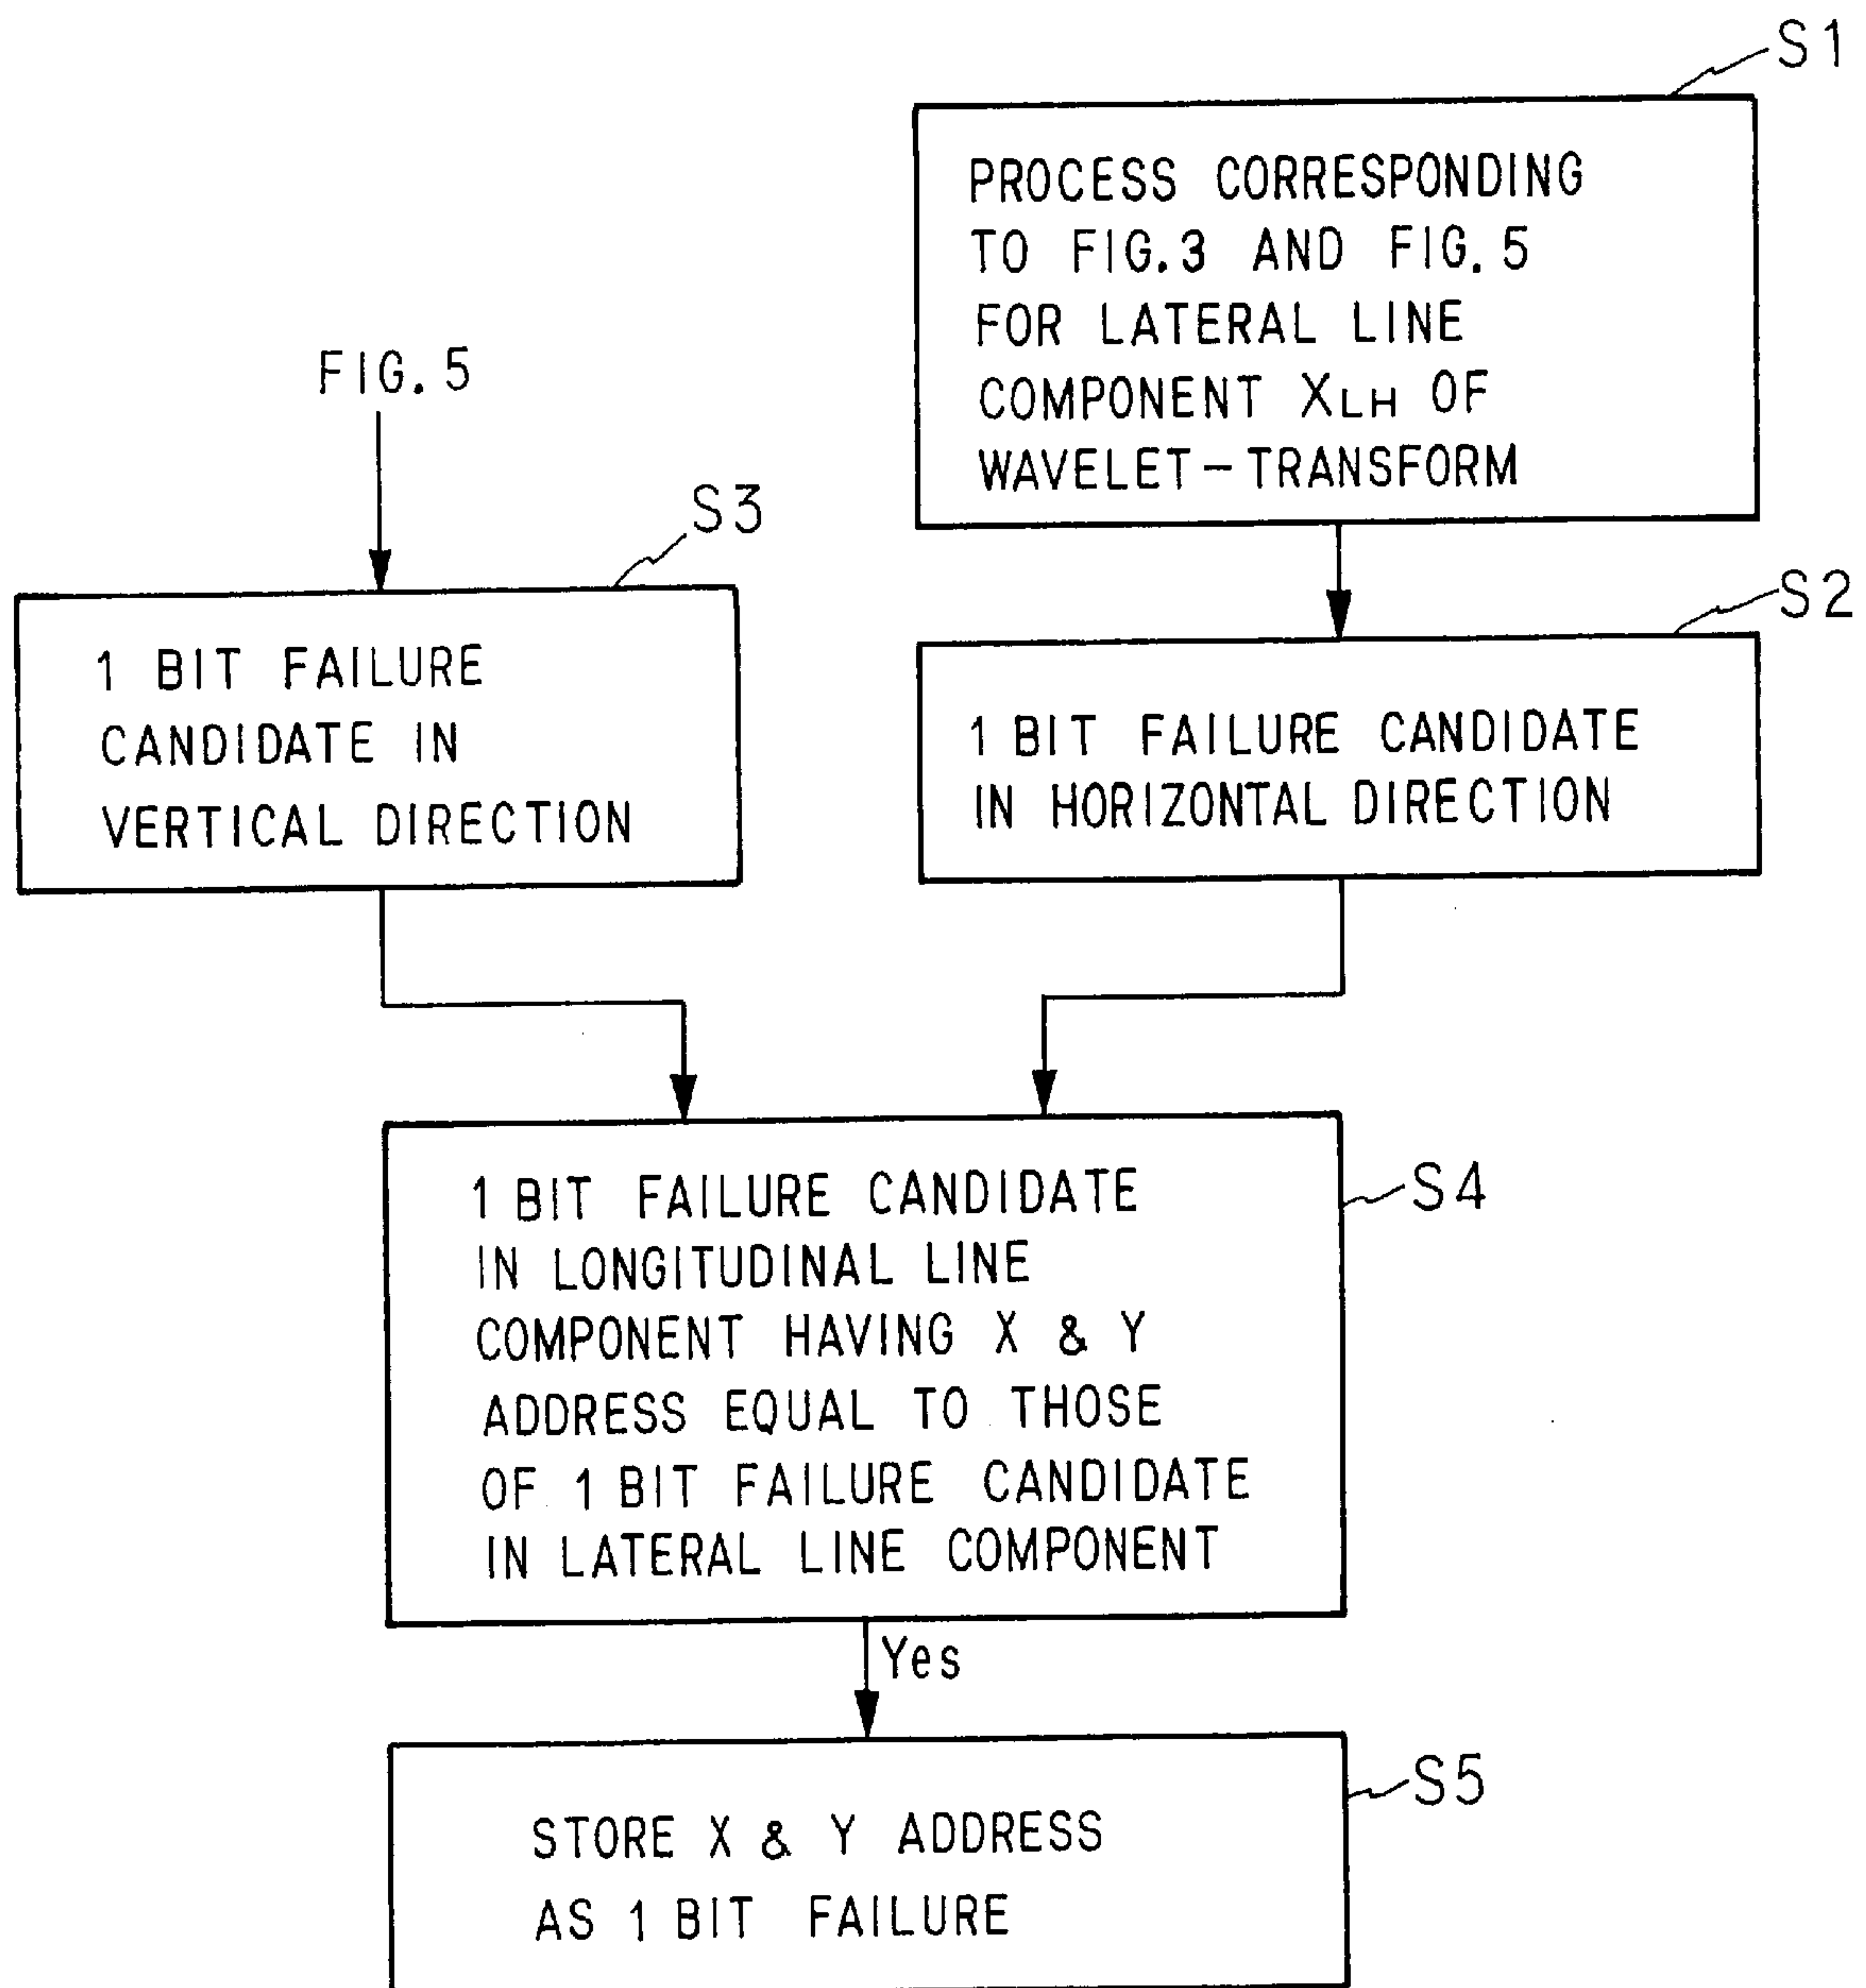 S1
PROCESS CORRESPONDING
TO FIG.3 AND FIG.5
FOR LATERAL LINE
COMPONENT XLH OF
WAVELET-TRANSFORM
FIG.5
S3
1 BIT FAILURE
CANDIDATE IN
VERTICAL DIRECTION
S2
1 BIT FAILURE CANDIDATE
IN HORIZONTAL DIRECTION
S4
1 BIT FAILURE CANDIDATE
IN LONGITUDINAL LINE
COMPONENT HAVING X & Y
ADDRESS EQUAL TO THOSE
OF 1 BIT FAILURE CANDIDATE
IN LATERAL LINE COMPONENT
Yes
S5
STORE X & Y ADDRESS
AS 1 BIT FAILURE